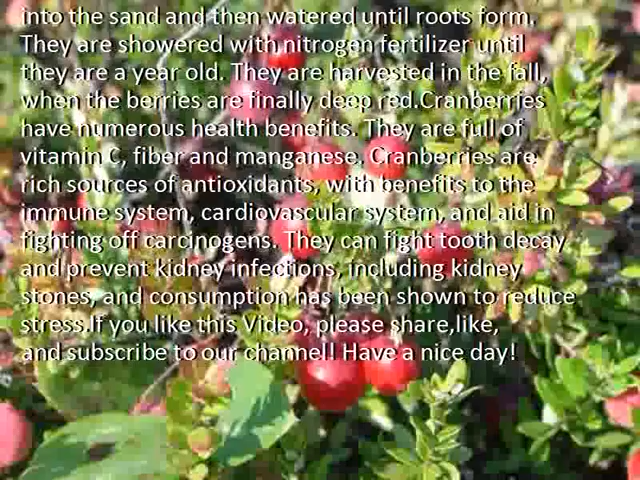 into the sand and then watered until roots form.
They are showered with nitrogen fertilizer until
they are a year old. They are harvested in the fall,
when the berries are finally deep red.Cranberries
have numerous health benefits. They are full of
vitamin C, fiber and manganese. Cranberries are
rich sources of antioxidants, with benefits to the
immune system, cardiovascular system, and aid in
fighting off carcinogens. They can fight tooth decay
and prevent kidney infections, including kidney
stones, and consumption has been shown to reduce
stress.If you like this Video, please share,like,
and subscribe to our channel! Have a nice day!